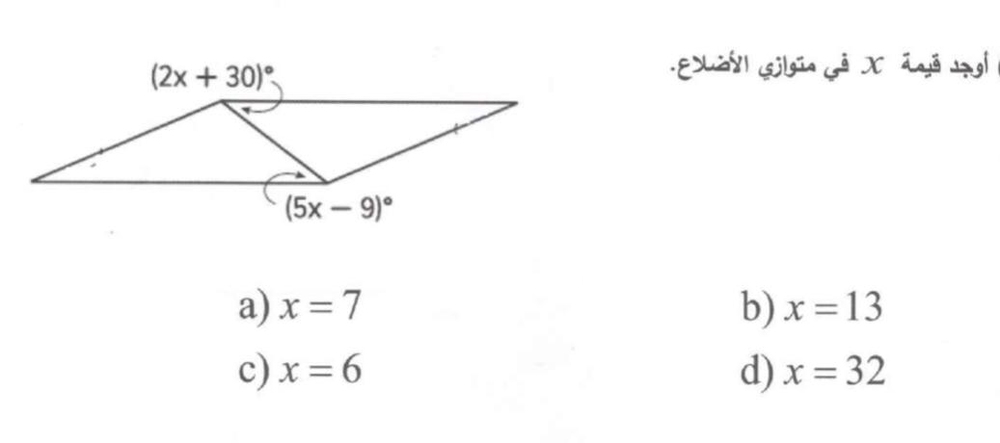 ) أوجد قيمة x في متوازي الأضلاع.
(2x + 30)°
(5x − 9)°
a) x = 7
b) x = 13
c) x = 6
d) x = 32